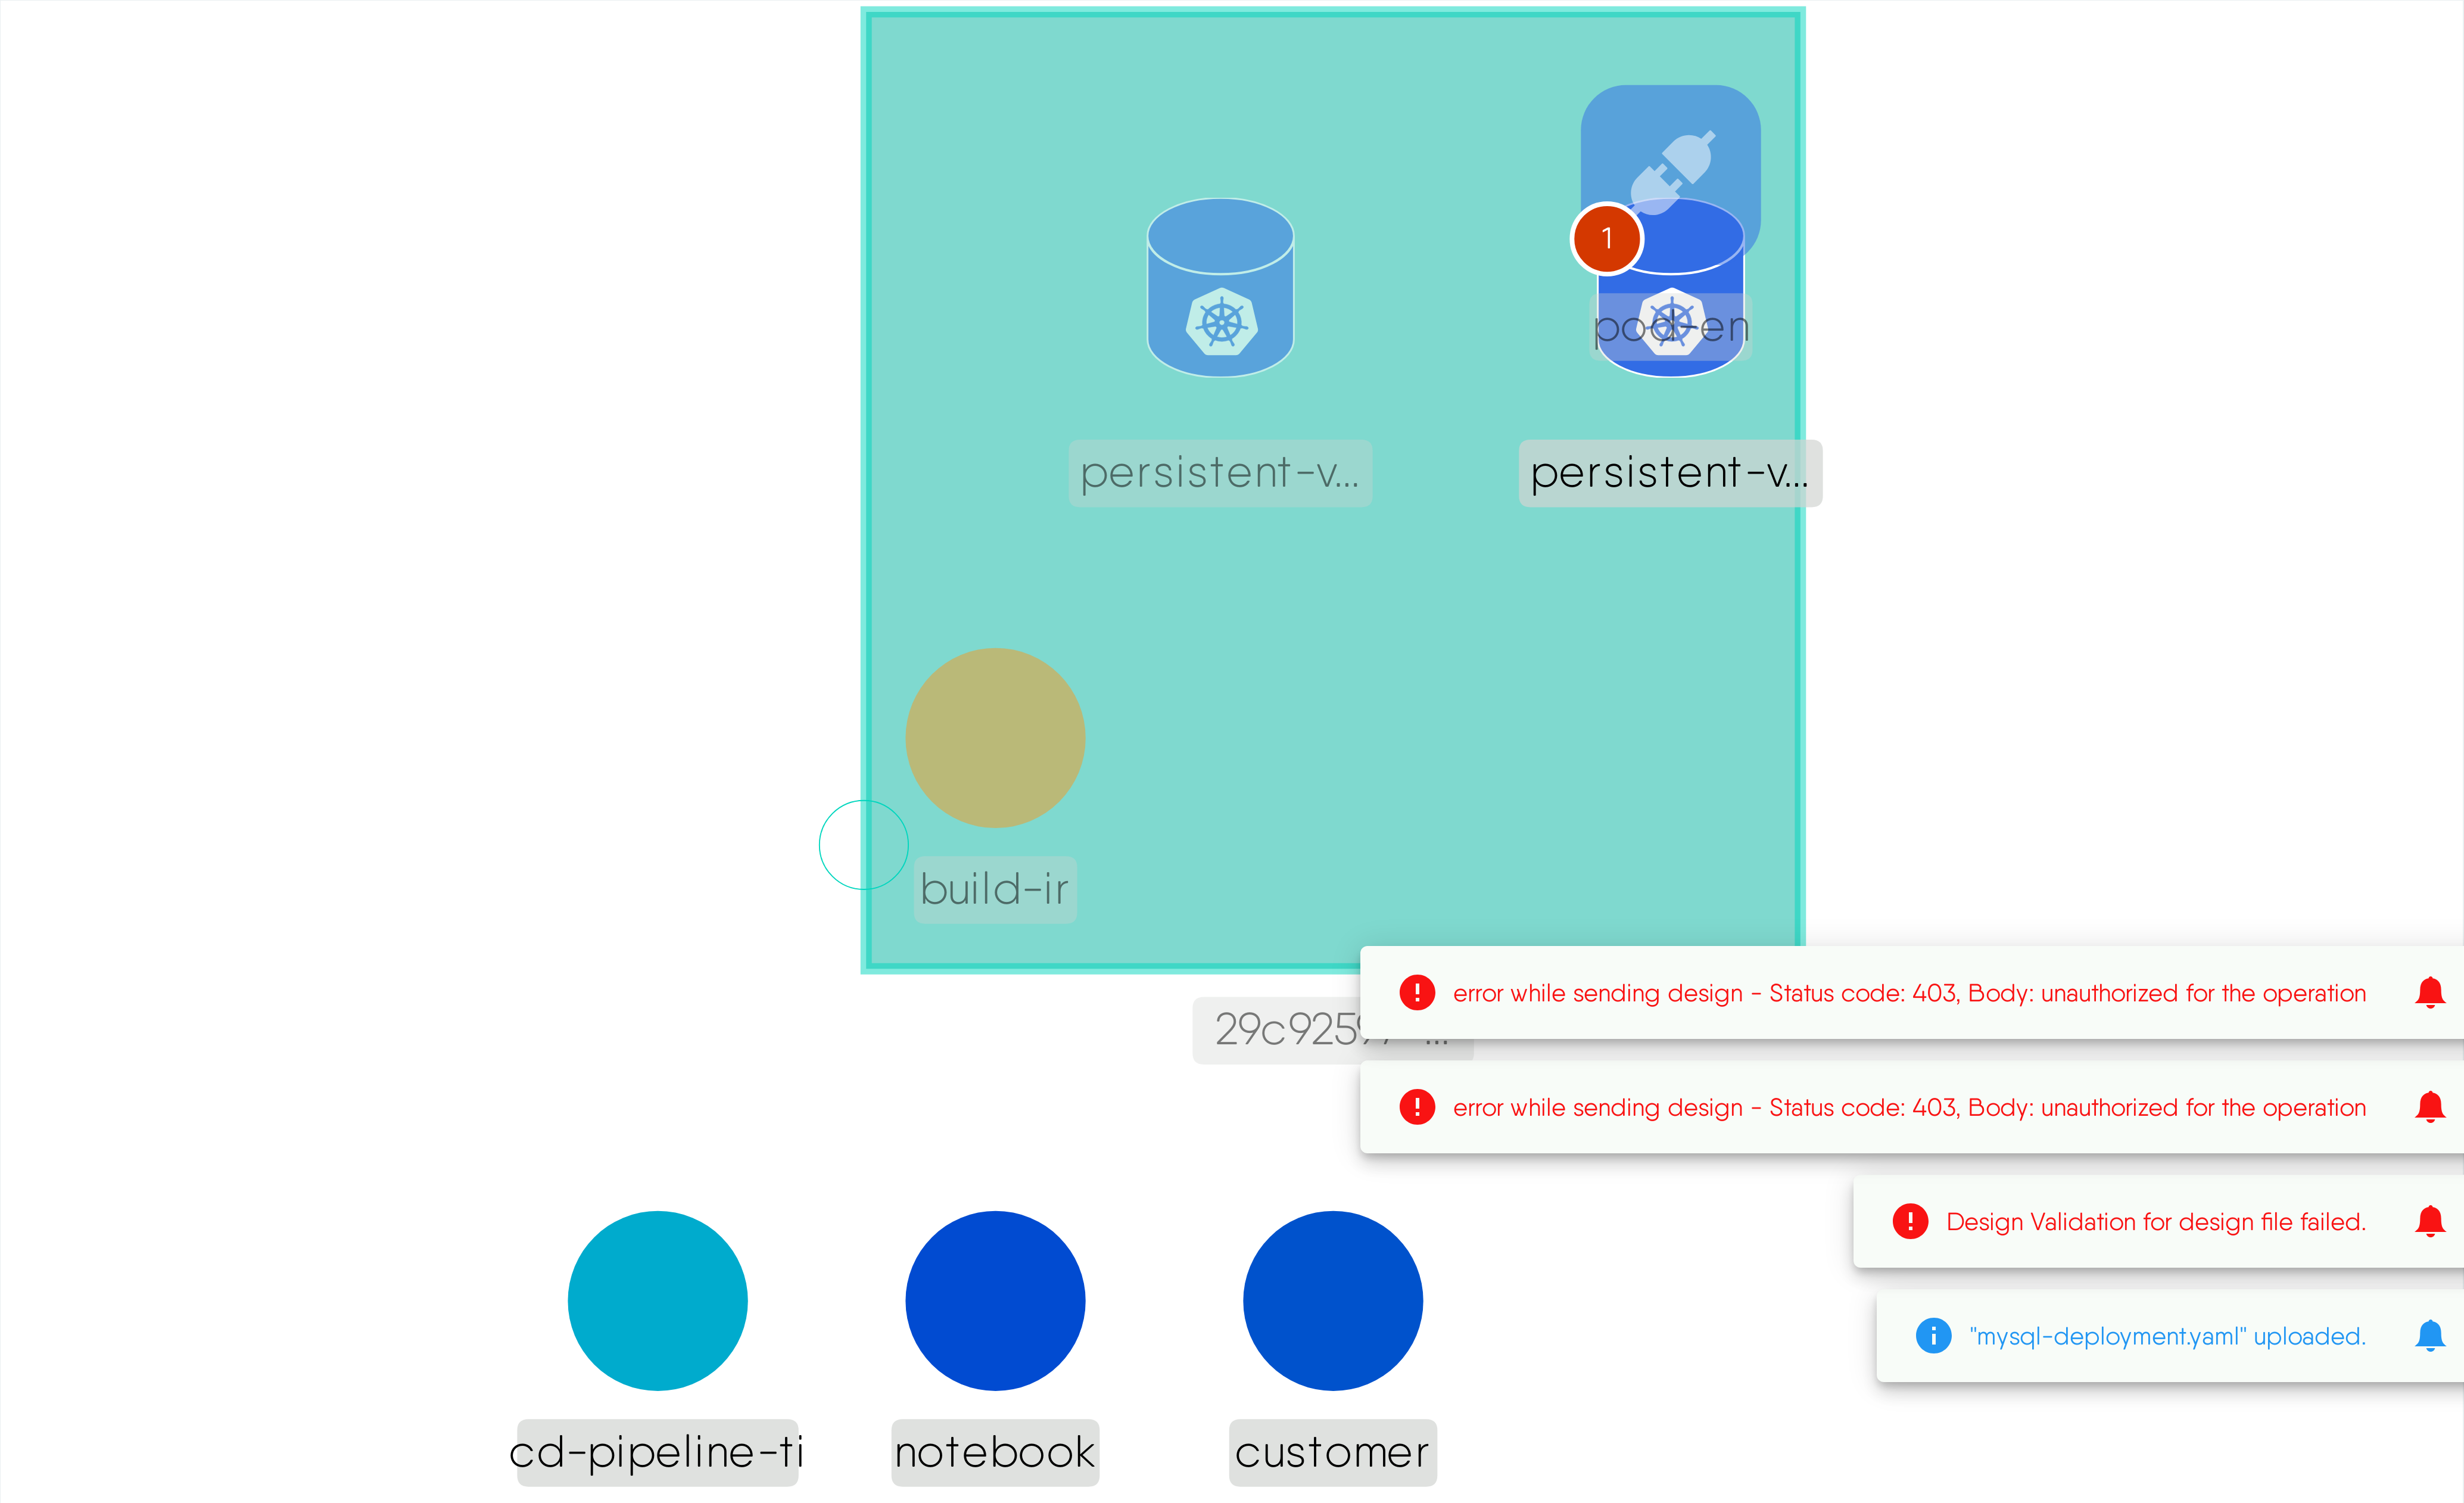 1
pod-en
persistent-v...
persistent-v...
build-ir
error while sending design - Status code: 403, Body: unauthorized for the operation
error while sending design - Status code: 403, Body: unauthorized for the operation
Design Validation for design file failed.
"mysql-deployment.yaml" uploaded.
cd-pipeline-ti
notebook
customer